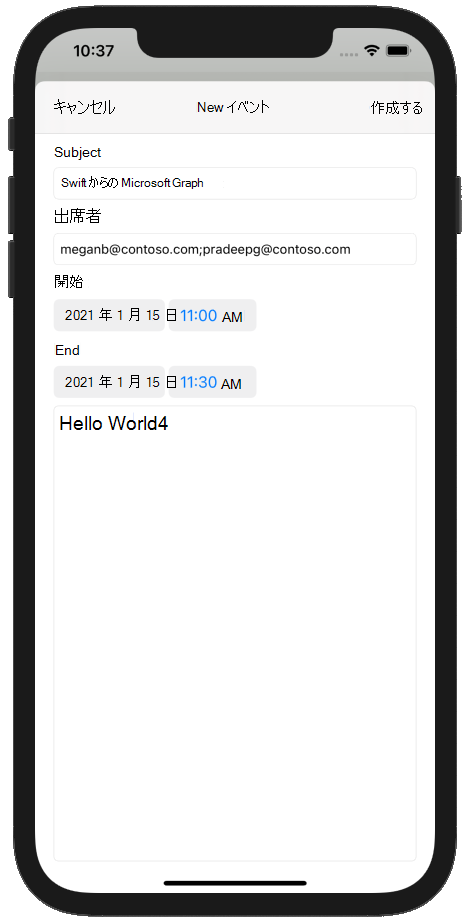 10:37
キャンセル New イベント 作成する
Subject
Swift からの Microsoft Graph
出席者
meganb@contoso.com;pradeepg@contoso.com
開始
2021 年 1 月 15 日 11:00 AM
End
2021 年 1 月 15 日 11:30 AM
Hello World4